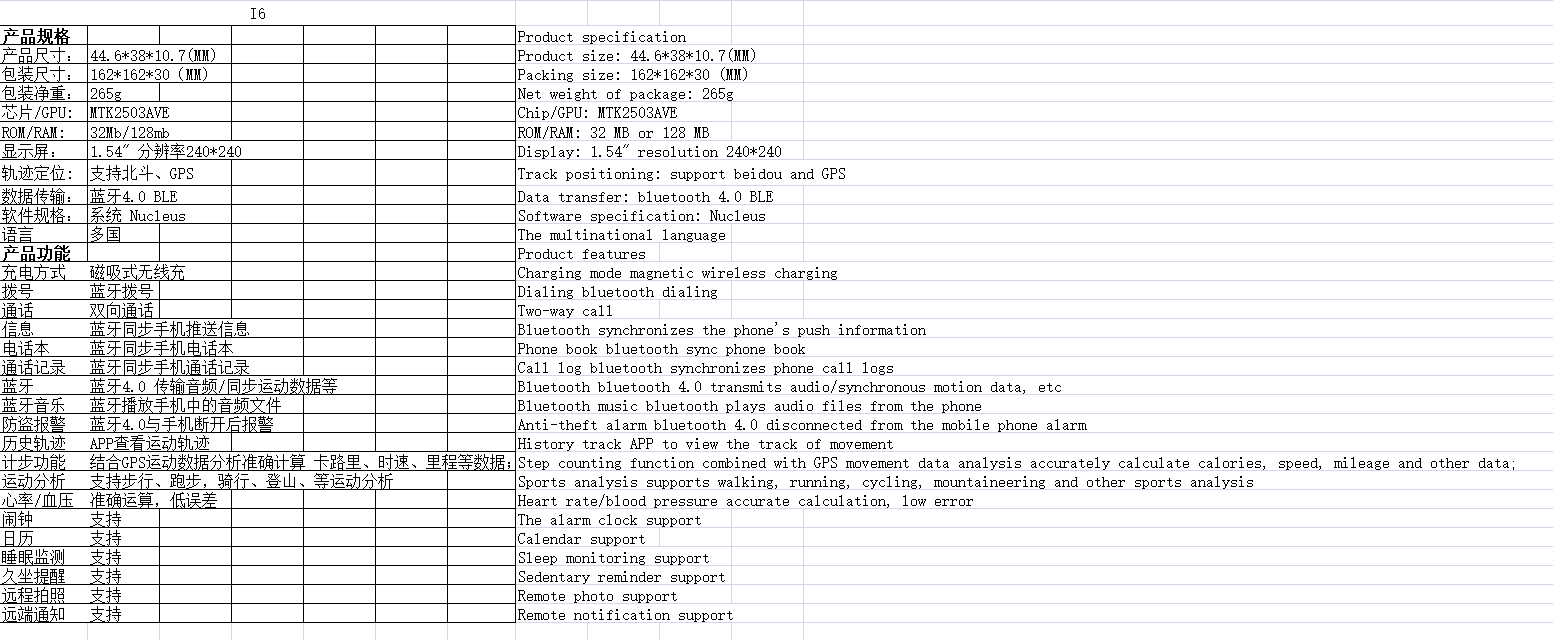 I6
产品规格 Product specification
产品尺寸: 44.6*38*10.7(MM) Product size: 44.6*38*10.7(MM)
包装尺寸: 162*162*30 (MM) Packing size: 162*162*30 (MM)
包装净重: 265g Net weight of package: 265g
芯片/GPU: MTK2503AVE Chip/GPU: MTK2503AVE
ROM/RAM: 32Mb/128mb ROM/RAM: 32 MB or 128 MB
显示屏: 1.54" 分辨率240*240 Display: 1.54" resolution 240*240
轨迹定位: 支持北斗、GPS Track positioning: support beidou and GPS
数据传输: 蓝牙4.0 BLE Data transfer: bluetooth 4.0 BLE
软件规格: 系统 Nucleus Software specification: Nucleus
语言 多国 The multinational language
产品功能 Product features
充电方式 磁吸式无线充 Charging mode magnetic wireless charging
拨号 蓝牙拨号 Dialing bluetooth dialing
通话 双向通话 Two-way call
信息 蓝牙同步手机推送信息 Bluetooth synchronizes the phone's push information
电话本 蓝牙同步手机电话本 Phone book bluetooth sync phone book
通话记录 蓝牙同步手机通话记录 Call log bluetooth synchronizes phone call logs
蓝牙 蓝牙4.0 传输音频/同步运动数据等 Bluetooth bluetooth 4.0 transmits audio/synchronous motion data, etc
蓝牙音乐 蓝牙播放手机中的音频文件 Bluetooth music bluetooth plays audio files from the phone
防盗报警 蓝牙4.0与手机断开后报警 Anti-theft alarm bluetooth 4.0 disconnected from the mobile phone alarm
历史轨迹 APP查看运动轨迹 History track APP to view the track of movement
计步功能 结合GPS运动数据分析准确计算 卡路里、时速、里程等数据; Step counting function combined with GPS movement data analysis accurately calculate calories, speed, mileage and other data;
运动分析 支持步行、跑步，骑行、登山、等运动分析 Sports analysis supports walking, running, cycling, mountaineering and other sports analysis
心率/血压 准确运算，低误差 Heart rate/blood pressure accurate calculation, low error
闹钟 支持 The alarm clock support
日历 支持 Calendar support
睡眠监测 支持 Sleep monitoring support
久坐提醒 支持 Sedentary reminder support
远程拍照 支持 Remote photo support
远端通知 支持 Remote notification support